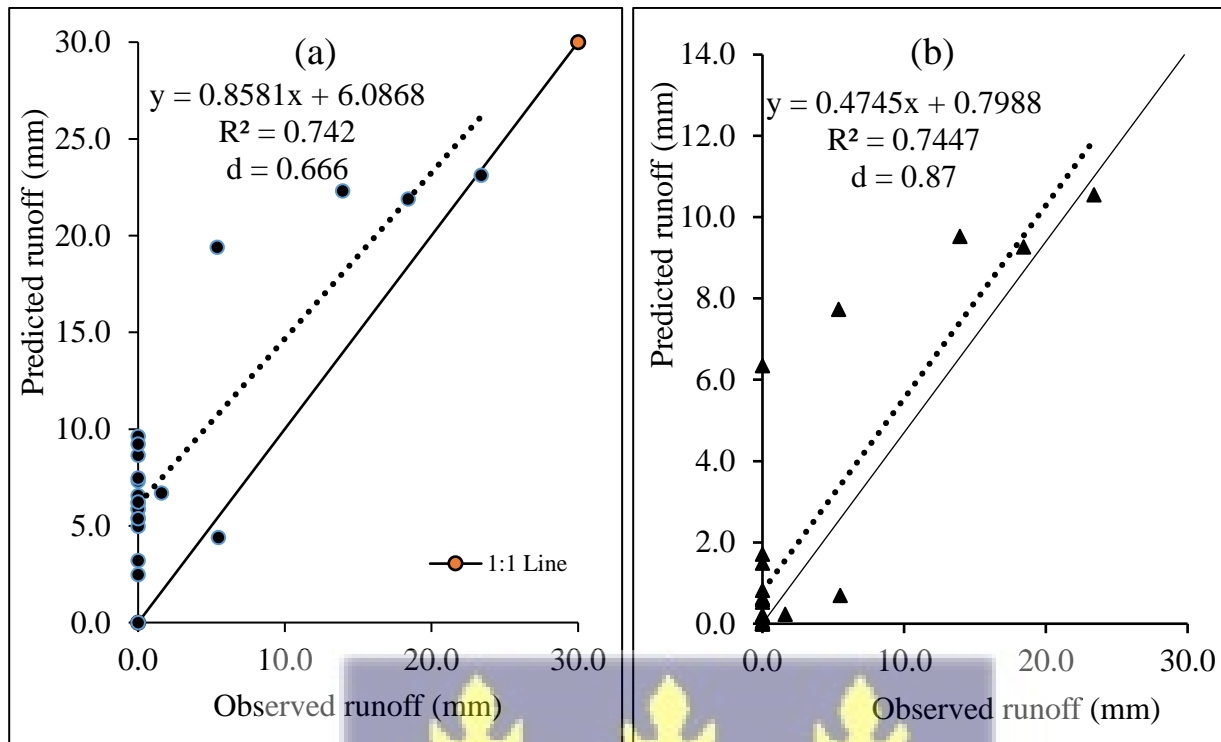 (a)
y = 0.8581x + 6.0868
R² = 0.742
d = 0.666
Predicted runoff (mm)
30.0
25.0
20.0
15.0
10.0
5.0
0.0
1:1 Line
0.0 10.0 20.0 30.0
Observed runoff (mm)
(b)
y = 0.4745x + 0.7988
R² = 0.7447
d = 0.87
Predicted runoff (mm)
14.0
12.0
10.0
8.0
6.0
4.0
2.0
0.0
0.0 10.0 20.0 30.0
Observed runoff (mm)